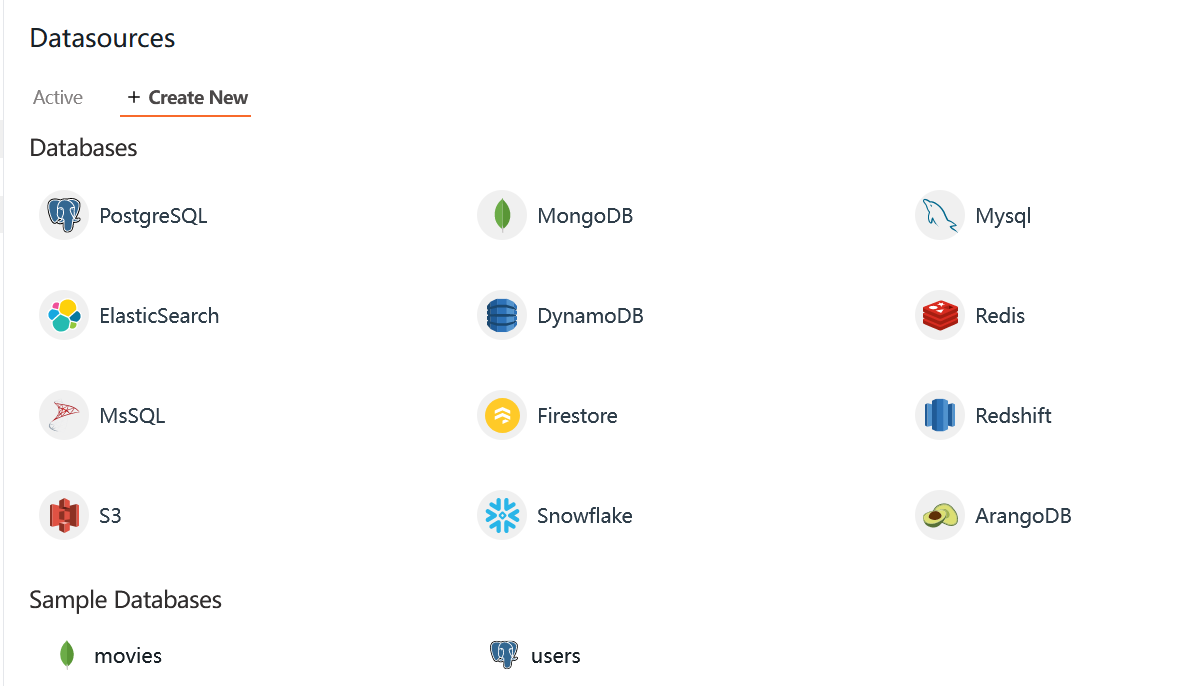 Datasources
Active + Create New
Databases
PostgreSQL MongoDB Mysql
ElasticSearch DynamoDB Redis
MsSQL Firestore Redshift
S3 Snowflake ArangoDB
Sample Databases
movies users